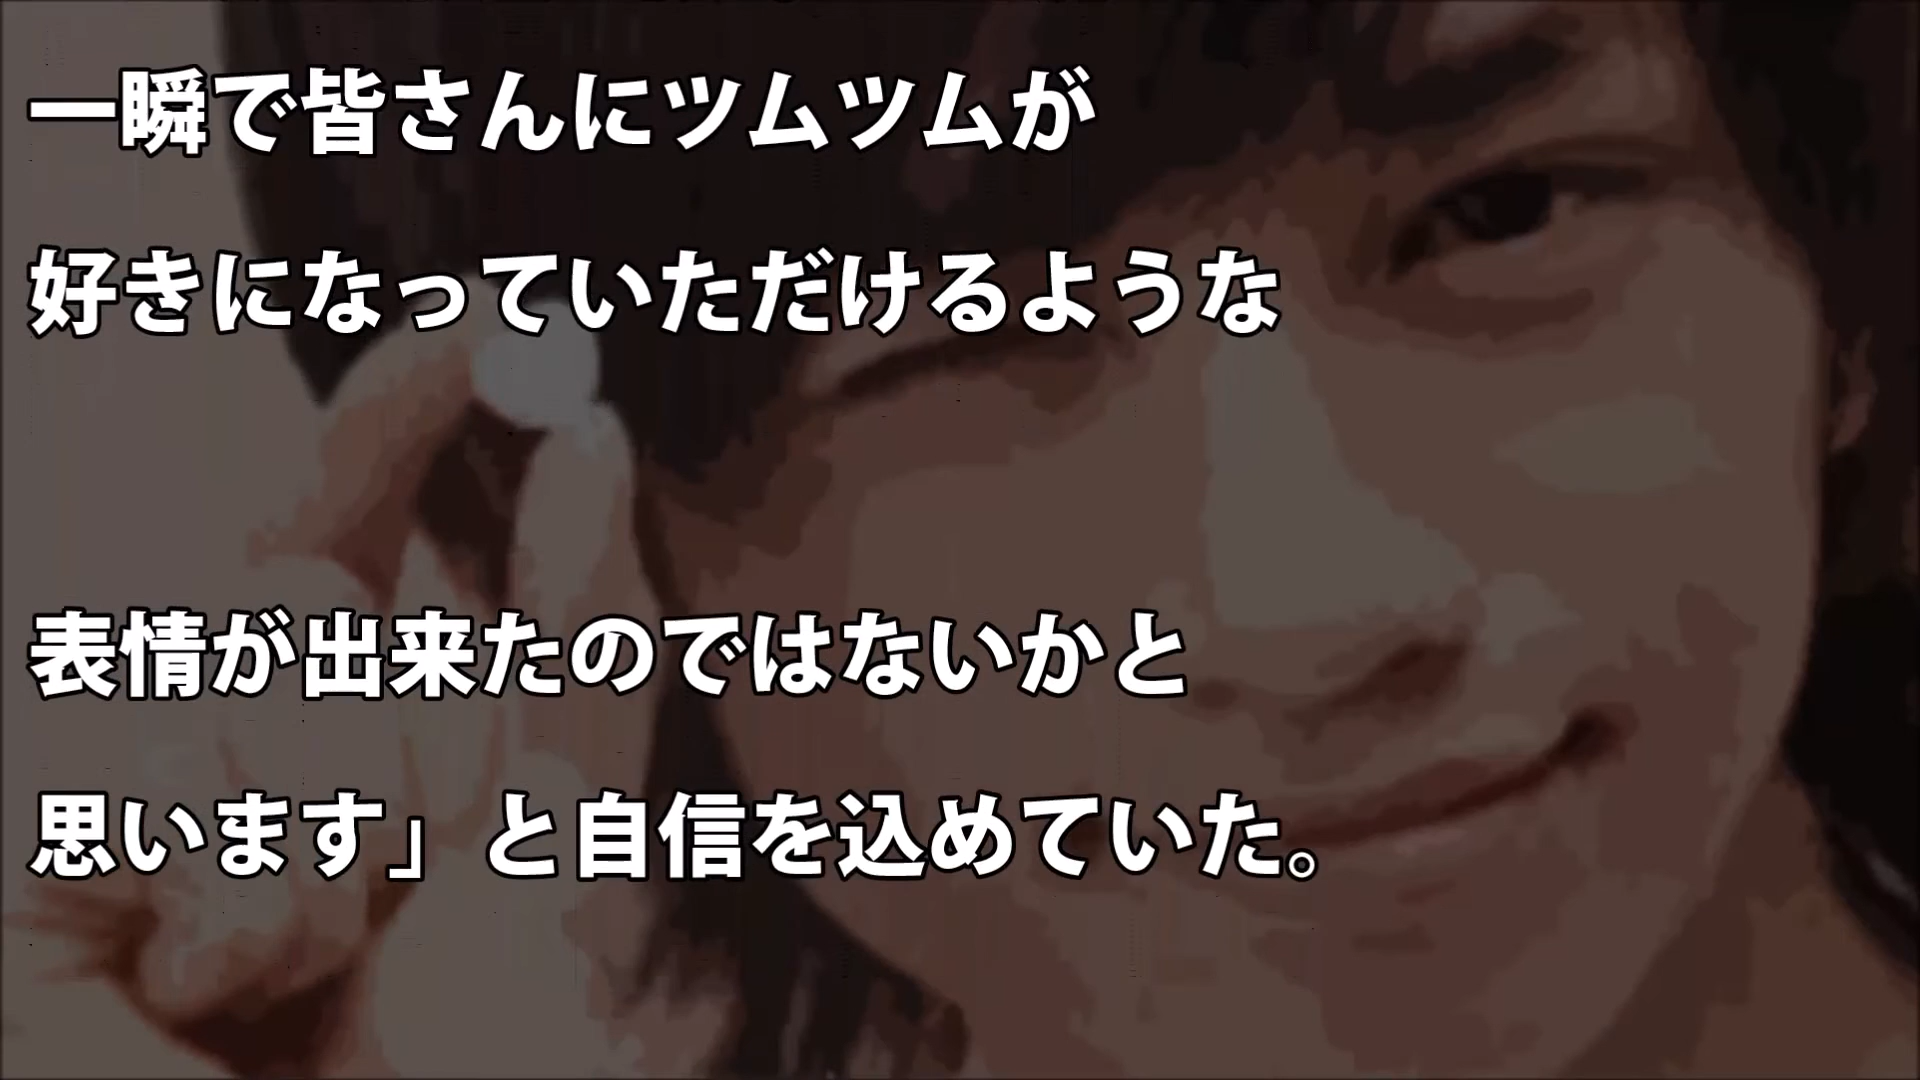 一瞬で皆さんにツムツムが
好きになっていただけるような
表情が出来たのではないかと
思います」と自信を込めていた。